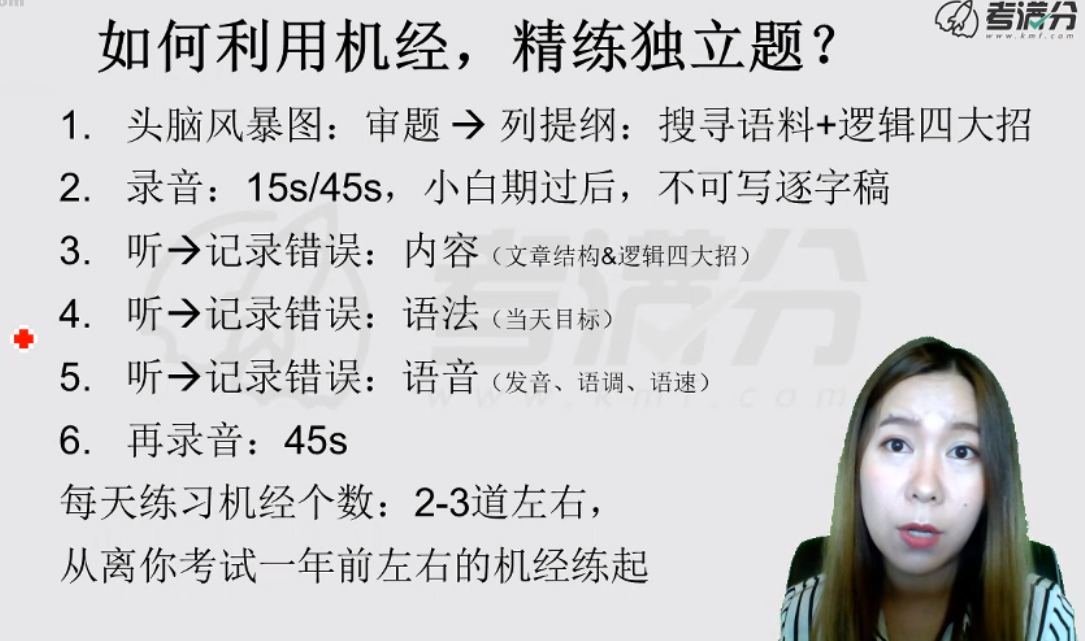 om
考满分
www.kmf.com
如何利用机经，精练独立题？
1. 头脑风暴图：审题→列提纲：搜寻语料+逻辑四大招
2. 录音：15s/45s，小白期过后，不可写逐字稿
3. 听→记录错误：内容（文章结构&逻辑四大招）
4. 听→记录错误：语法（当天目标）
5. 听→记录错误：语音（发音、语调、语速）
6. 再录音：45s
每天练习机经个数：2-3道左右，
从离你考试一年前左右的机经练起
考满分
www.kmf.com